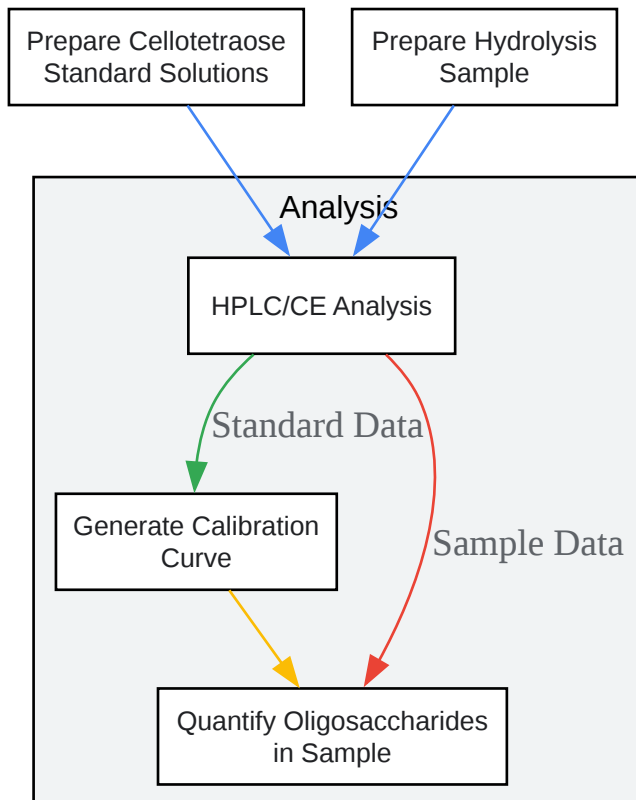 Prepare Cellotetraose
Standard Solutions
Prepare Hydrolysis
Sample
Analysis
HPLC/CE Analysis
Standard Data
Generate Calibration
Curve
Sample Data
Quantify Oligosaccharides
in Sample